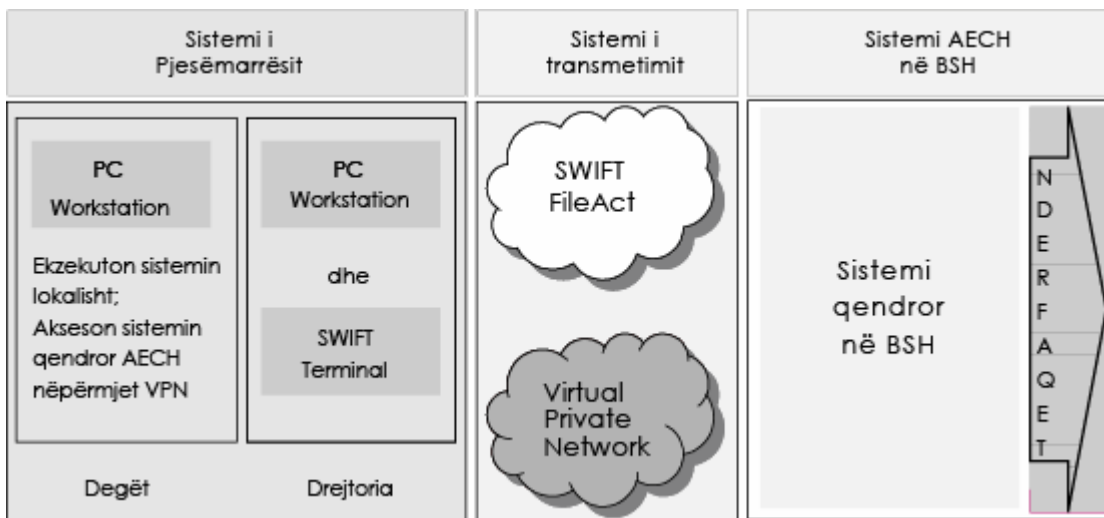 Sistemi i
Pjesëmarrësit
Sistemi i
transmetimit
Sistemi AECH
në BSH
PC
Workstation
Ekzekuton sistemin
lokalisht;
Akseson sistemin
qendror AECH
nëpërmjet VPN
Degët
PC
Workstation
dhe
SWIFT
Terminal
Drejtoria
SWIFT
FileAct
Virtual
Private
Network
Sistemi
qendror
në BSH
NDERFAQET